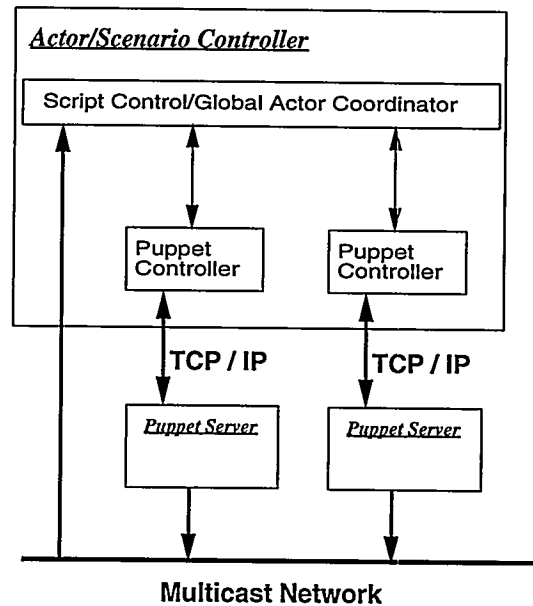 Actor/Scenario Controller
Script Control/Global Actor Coordinator
Puppet
Controller
Puppet
Controller
TCP / IP
TCP / IP
Puppet Server
Puppet Server
Multicast Network